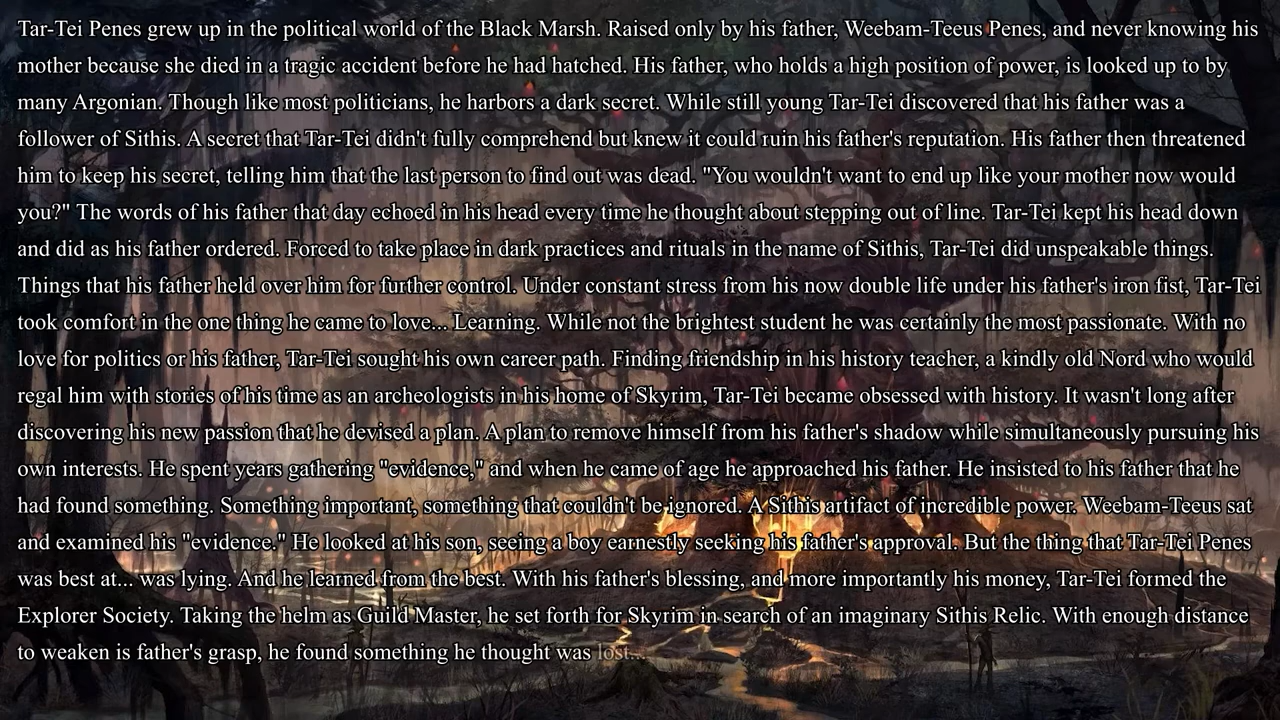 Tar-Tei Penes grew up in the political world of the Black Marsh. Raised only by his father, Weebam-Teeus Penes, and never knowing his
mother because she died in a tragic accident before he had hatched. His father, who holds a high position of power, is looked up to by
many Argonian. Though like most politicians, he harbors a dark secret. While still young Tar-Tei discovered that his father was a
follower of Sithis. A secret that Tar-Tei didn't fully comprehend but knew it could ruin his father's reputation. His father then threatened
him to keep his secret, telling him that the last person to find out was dead. "You wouldn't want to end up like your mother now would
you?" The words of his father that day echoed in his head every time he thought about stepping out of line. Tar-Tei kept his head down
and did as his father ordered. Forced to take place in dark practices and rituals in the name of Sithis, Tar-Tei did unspeakable things.
Things that his father held over him for further control. Under constant stress from his now double life under his father's iron fist, Tar-Tei
took comfort in the one thing he came to love... Learning. While not the brightest student he was certainly the most passionate. With no
love for politics or his father, Tar-Tei sought his own career path. Finding friendship in his history teacher, a kindly old Nord who would
regal him with stories of his time as an archeologists in his home of Skyrim, Tar-Tei became obsessed with history. It wasn't long after
discovering his new passion that he devised a plan. A plan to remove himself from his father's shadow while simultaneously pursuing his
own interests. He spent years gathering "evidence," and when he came of age he approached his father. He insisted to his father that he
had found something. Something important, something that couldn't be ignored. A Sithis artifact of incredible power. Weebam-Teeus sat
and examined his "evidence." He looked at his son, seeing a boy earnestly seeking his father's approval. But the thing that Tar-Tei Penes
was best at... was lying. And he learned from the best. With his father's blessing, and more importantly his money, Tar-Tei formed the
Explorer Society. Taking the helm as Guild Master, he set forth for Skyrim in search of an imaginary Sithis Relic. With enough distance
to weaken is father's grasp, he found something he thought was lost...